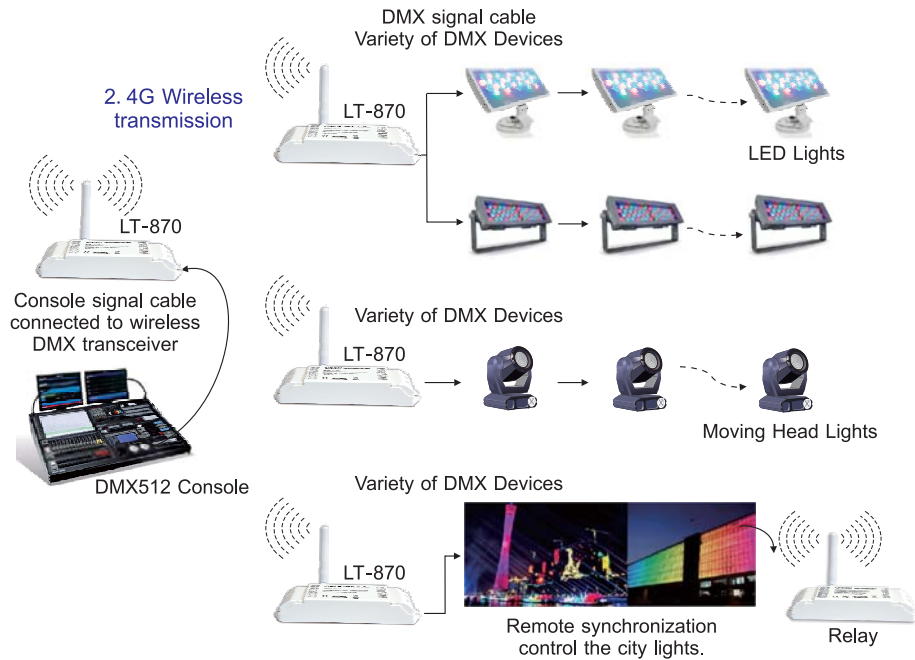 DMX signal cable
Variety of DMX Devices
2. 4G Wireless
transmission
LT-870
LED Lights
LT-870
Console signal cable
connected to wireless
DMX transceiver
DMX512 Console
Variety of DMX Devices
LT-870
Moving Head Lights
Variety of DMX Devices
LT-870
Remote synchronization
control the city lights.
Relay